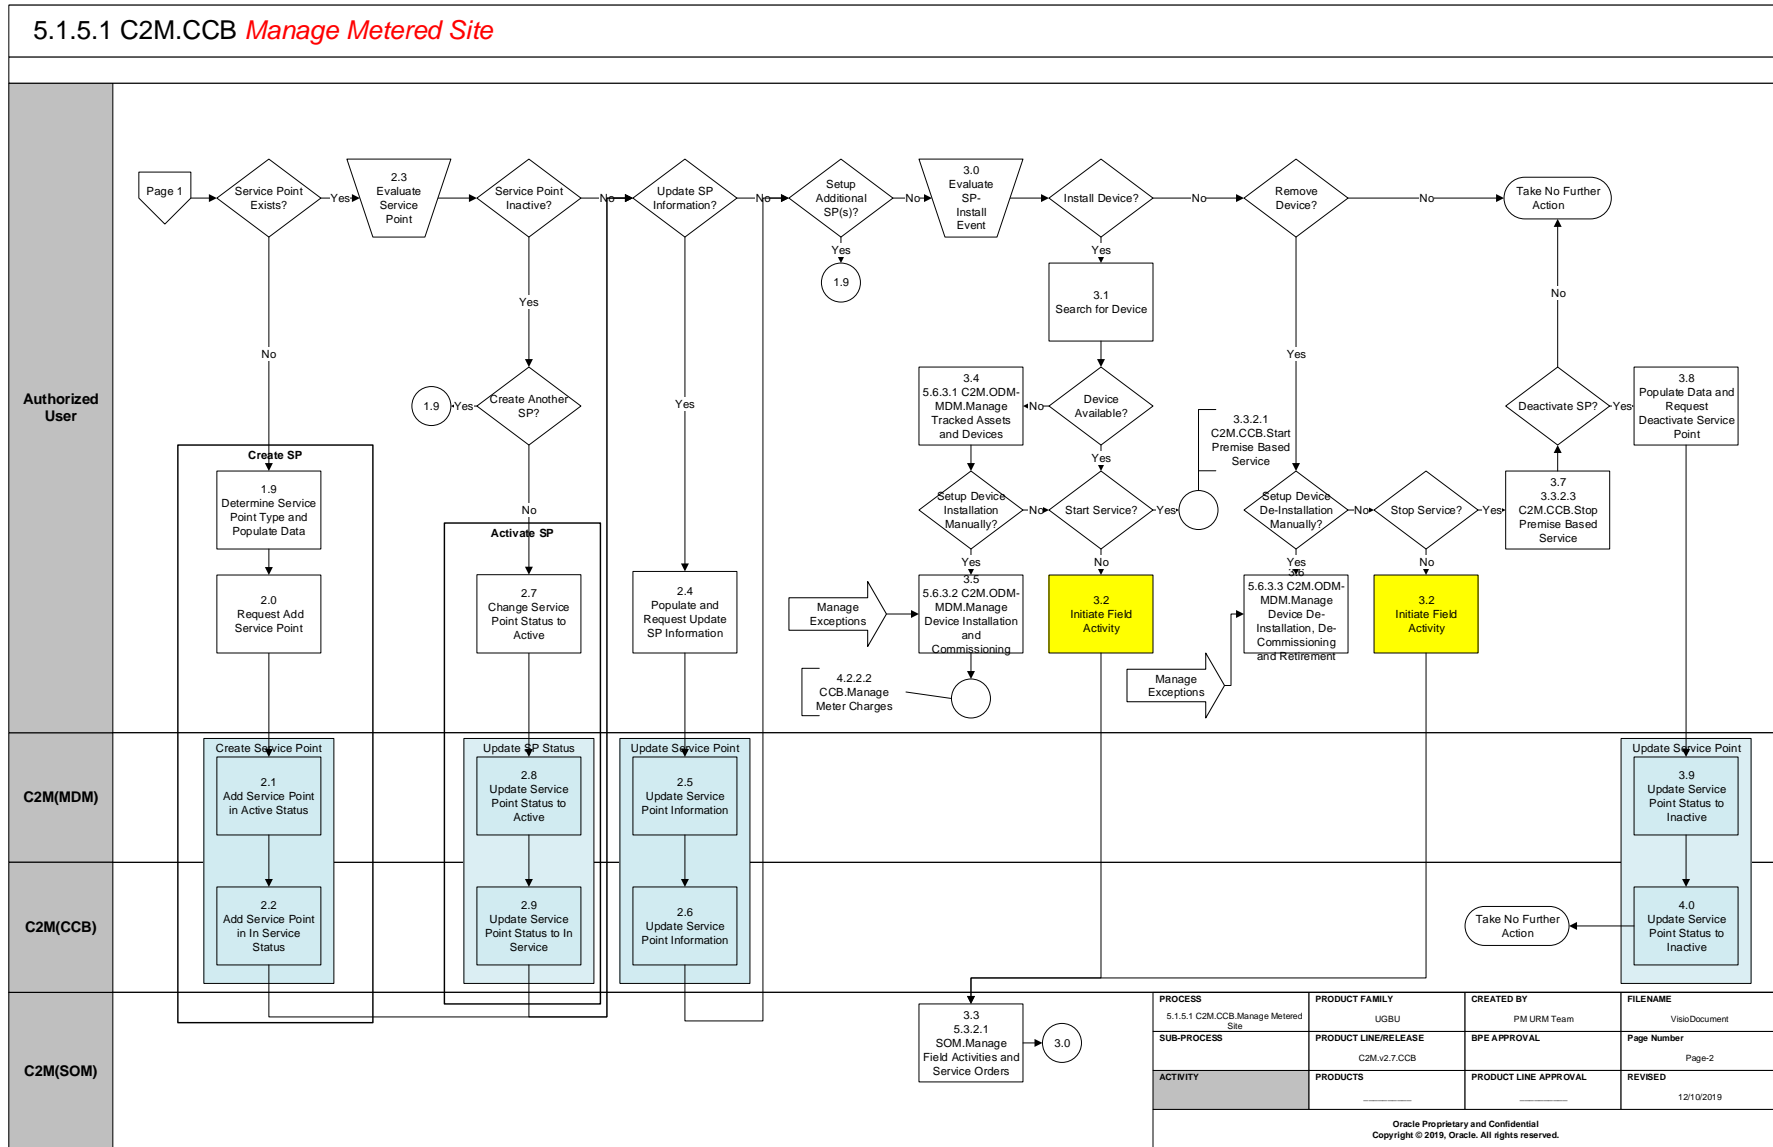 5.1.5.1 C2M.CCB Manage Metered Site
Authorized
User
Page 1
Service Point
Exists?
Yes
No
2.3
Evaluate
Service
Point
Service Point
Inactive?
No
Yes
Update SP
Information?
No
Yes
Setup
Additional
SP(s)?
No
Yes
1.9
3.0
Evaluate
SP-
Install
Event
Install Device?
No
Yes
Remove
Device?
No
Yes
Take No Further
Action
3.1
Search for Device
Create Another
SP?
Yes
1.9
No
3.4
5.6.3.1 C2M.ODM-
MDM.Manage
Tracked Assets
and Devices
Device
Available?
No
Yes
3.3.2.1
C2M.CCB.Start
Premise Based
Service
No
Deactivate SP?
Yes
3.8
Populate Data and
Request
Deactivate Service
Point
Create SP
1.9
Determine Service
Point Type and
Populate Data
2.0
Request Add
Service Point
Activate SP
2.7
Change Service
Point Status to
Active
2.4
Populate and
Request Update
SP Information
Setup Device
Installation
Manually?
No
Yes
Start Service?
Yes
No
Setup Device
De-Installation
Manually?
No
Yes
Stop Service?
Yes
No
3.7
3.3.2.3
C2M.CCB.Stop
Premise Based
Service
Manage
Exceptions
3.5
5.6.3.2 C2M.ODM-
MDM.Manage
Device Installation
and
Commissioning
3.2
Initiate Field
Activity
3.6
5.6.3.3 C2M.ODM-
MDM.Manage
Device De-
Installation, De-
Commissioning
and Retirement
3.2
Initiate Field
Activity
4.2.2.2
CCB.Manage
Meter Charges
Manage
Exceptions
C2M(MDM)
Create Service Point
2.1
Add Service Point
in Active Status
Update SP Status
2.8
Update Service
Point Status to
Active
Update Service Point
2.5
Update Service
Point Information
Update Service Point
3.9
Update Service
Point Status to
Inactive
C2M(CCB)
2.2
Add Service Point
in In Service
Status
2.9
Update Service
Point Status to In
Service
2.6
Update Service
Point Information
Take No Further
Action
4.0
Update Service
Point Status to
Inactive
C2M(SOM)
3.3
5.3.2.1
SOM.Manage
Field Activities and
Service Orders
3.0
PROCESS
5.1.5.1 C2M.CCB.Manage Metered
Site
PRODUCT FAMILY
UGBU
CREATED BY
PM URM Team
FILENAME
VisioDocument
SUB-PROCESS
PRODUCT LINE/RELEASE
C2M.v2.7.CCB
BPE APPROVAL
Page Number
Page-2
ACTIVITY
PRODUCTS
PRODUCT LINE APPROVAL
REVISED
12/10/2019
Oracle Proprietary and Confidential
Copyright © 2019, Oracle. All rights reserved.